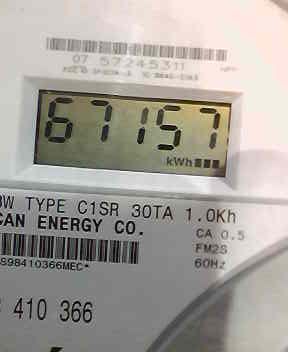 07 57245311
67157
kWh
W TYPE C1SR 30TA 1.0Kh
CAN ENERGY CO.
CA 0.5
FM2S
60Hz
898410366MEC*
410 366